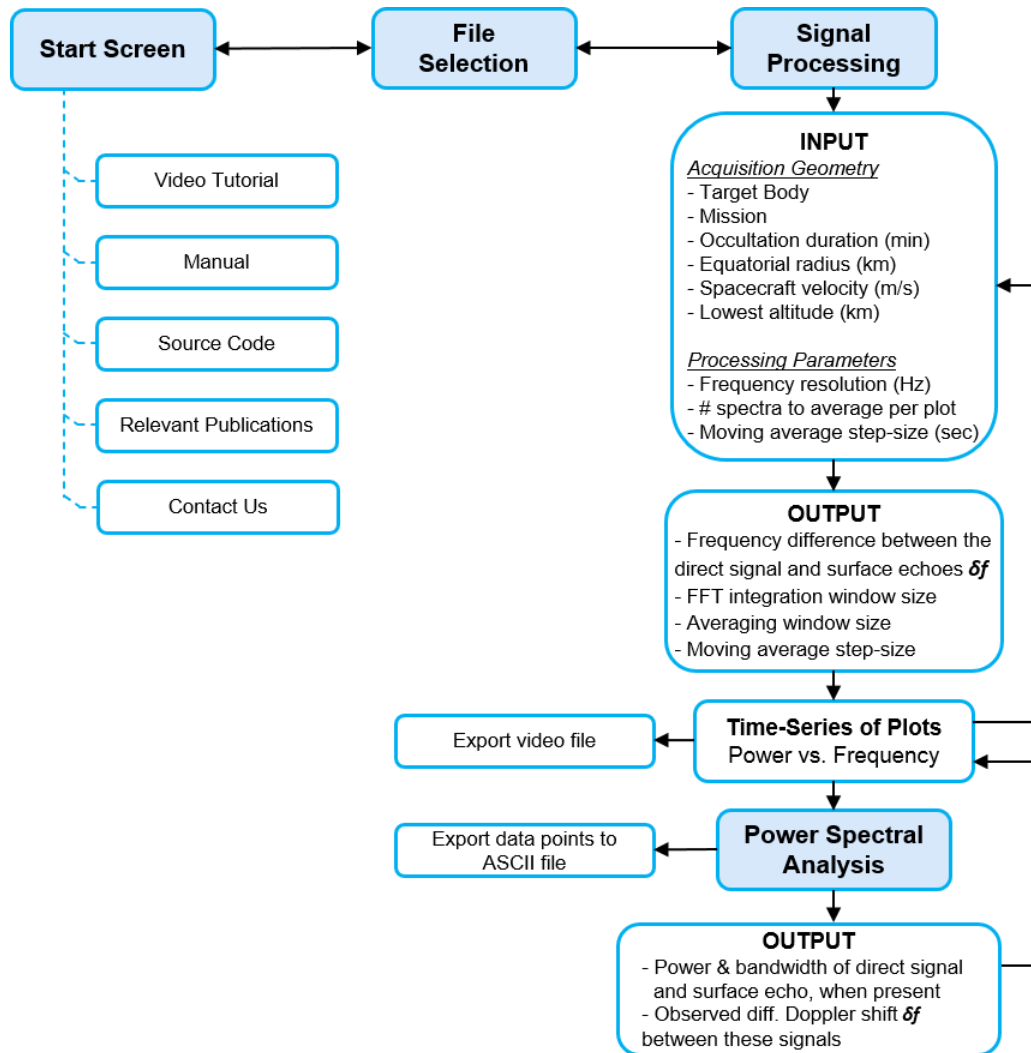 Start Screen
File
Selection
Signal
Processing
Video Tutorial
Manual
Source Code
Relevant Publications
Contact Us
INPUT
Acquisition Geometry
- Target Body
- Mission
- Occultation duration (min)
- Equatorial radius (km)
- Spacecraft velocity (m/s)
- Lowest altitude (km)
Processing Parameters
- Frequency resolution (Hz)
- # spectra to average per plot
- Moving average step-size (sec)
OUTPUT
- Frequency difference between the
direct signal and surface echoes δf
- FFT integration window size
- Averaging window size
- Moving average step-size
Time-Series of Plots
Power vs. Frequency
Export video file
Power Spectral
Analysis
Export data points to
ASCII file
OUTPUT
- Power & bandwidth of direct signal
and surface echo, when present
- Observed diff. Doppler shift δf
between these signals